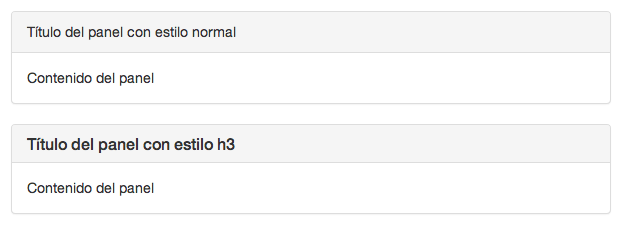 Título del panel con estilo normal
Contenido del panel
Título del panel con estilo h3
Contenido del panel